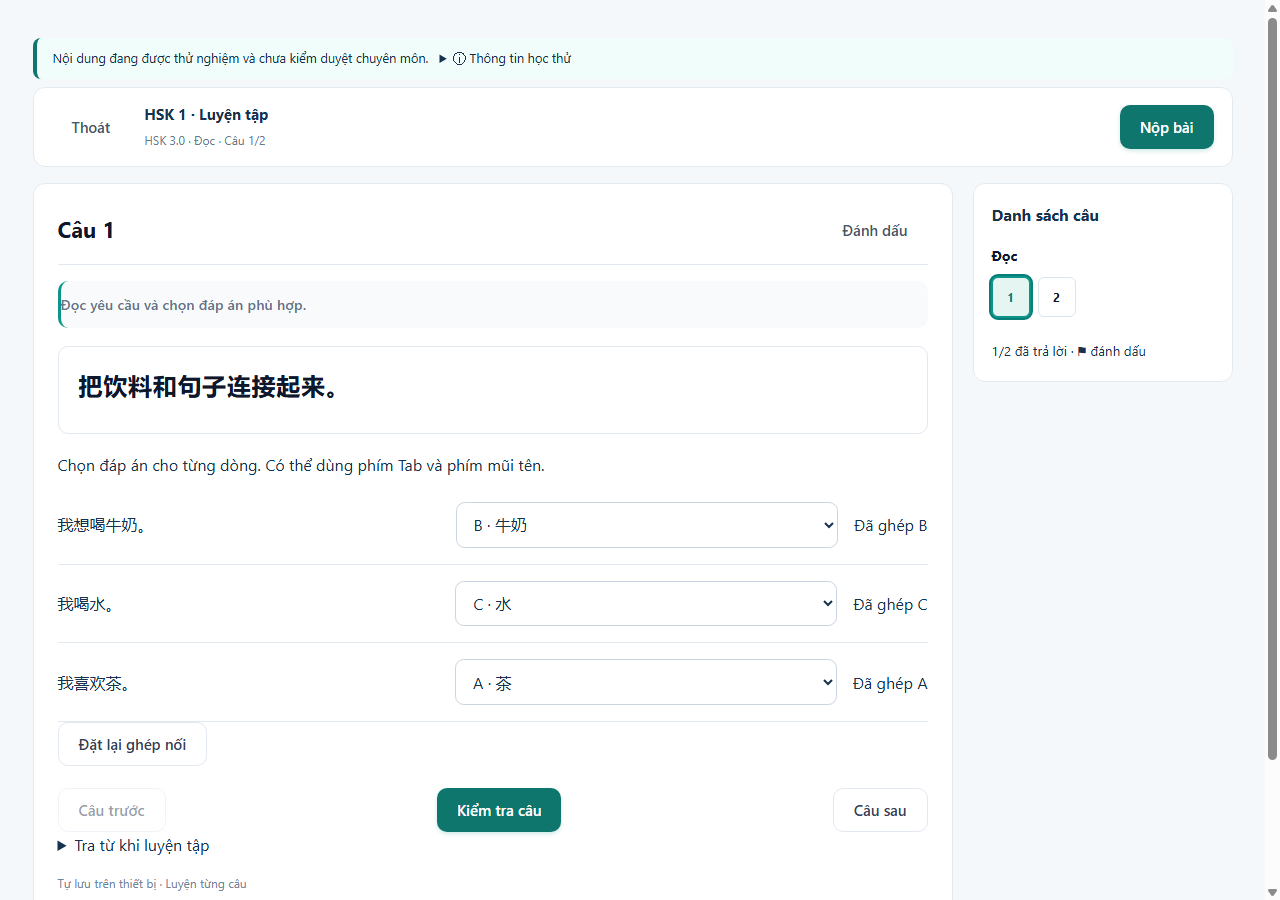 Nội dung đang được thử nghiệm và chưa kiểm duyệt chuyên môn. ▶ ⓘ Thông tin học thử
Thoát
HSK 1 · Luyện tập
HSK 3.0 · Đọc · Câu 1/2
Nộp bài
Câu 1
Đánh dấu
Đọc yêu cầu và chọn đáp án phù hợp.
把饮料和句子连接起来。
Chọn đáp án cho từng dòng. Có thể dùng phím Tab và phím mũi tên.
我想喝牛奶。 B · 牛奶 Đã ghép B
我喝水。 C · 水 Đã ghép C
我喜欢茶。 A · 茶 Đã ghép A
Đặt lại ghép nối
Câu trước Kiểm tra câu Câu sau
▶ Tra từ khi luyện tập
Tự lưu trên thiết bị · Luyện từng câu
Danh sách câu
Đọc
1 2
1/2 đã trả lời · ⚑ đánh dấu